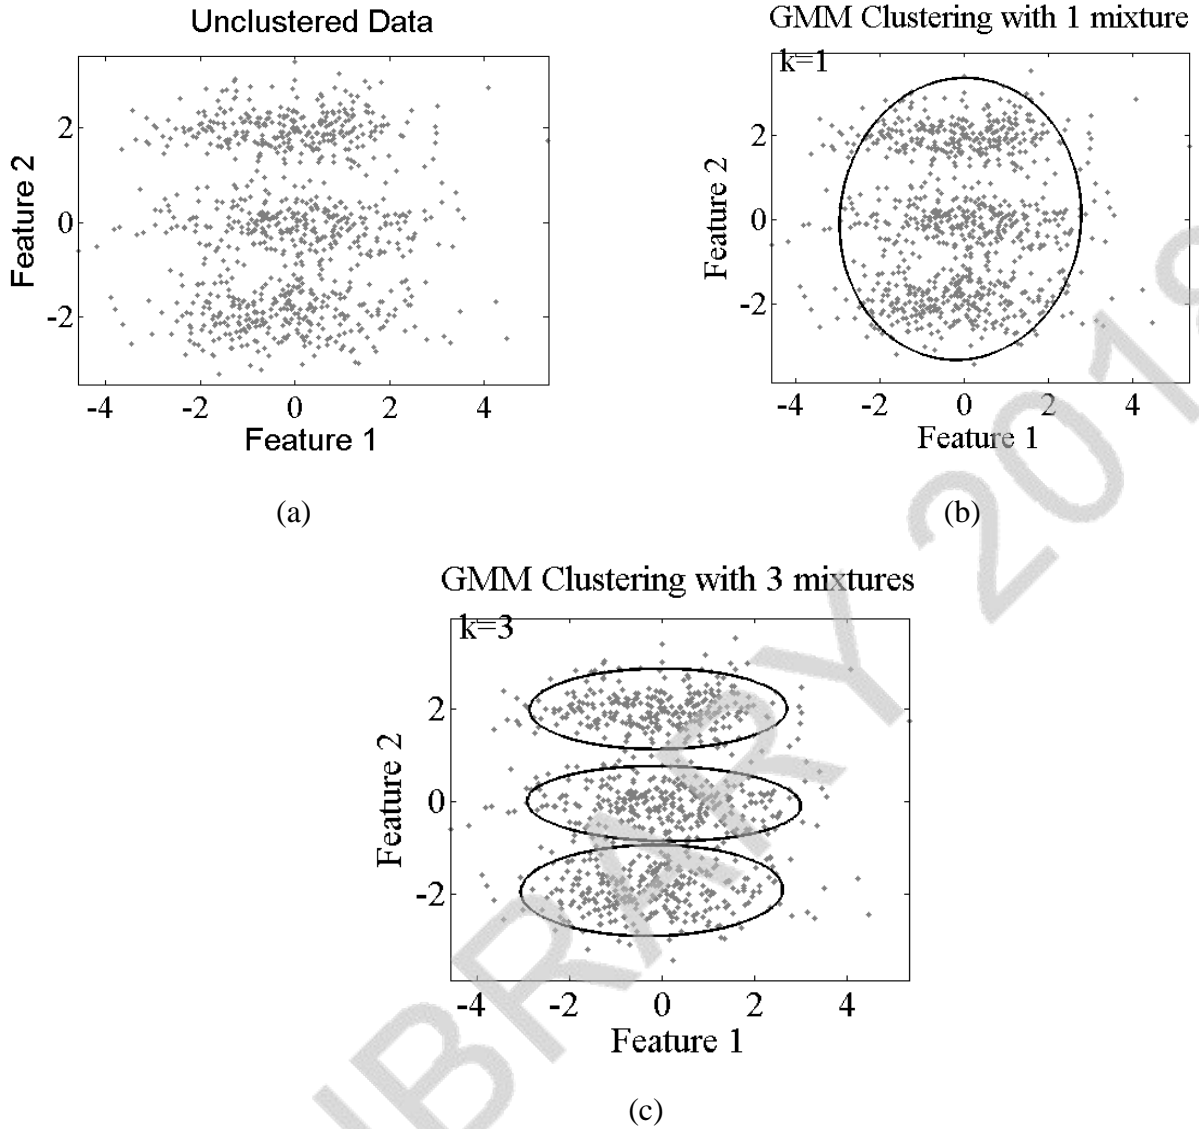 Unclustered Data
Feature 2
2
0
-2
-4
-2
0
2
4
Feature 1
(a)
GMM Clustering with 1 mixture
k=1
Feature 2
2
0
-2
-4
-2
0
2
4
Feature 1
(b)
GMM Clustering with 3 mixtures
k=3
Feature 2
2
0
-2
-4
-2
0
2
4
Feature 1
(c)